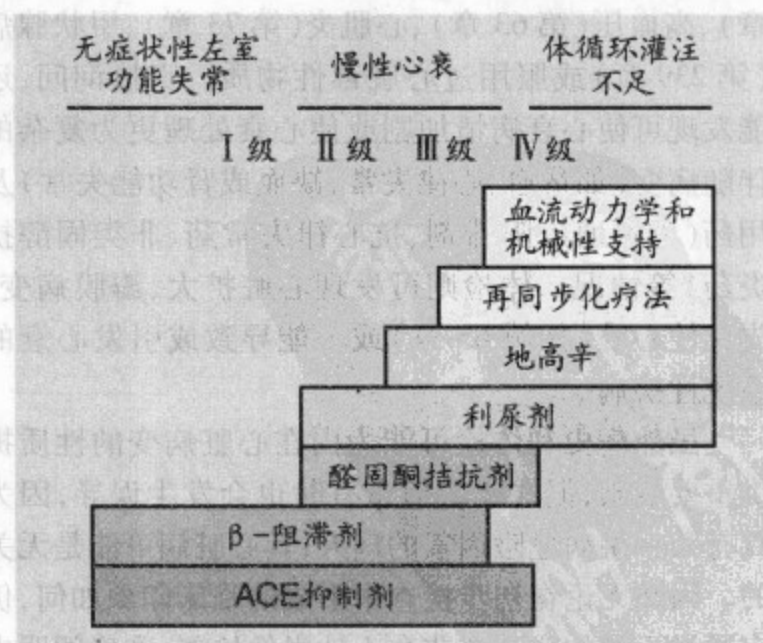 无症状性左室
功能失常
慢性心衰
体循环灌注
不足
Ⅰ级 Ⅱ级 Ⅲ级 Ⅳ级
血流动力学和
机械性支持
再同步化疗法
地高辛
利尿剂
醛固酮拮抗剂
β-阻滞剂
ACE抑制剂